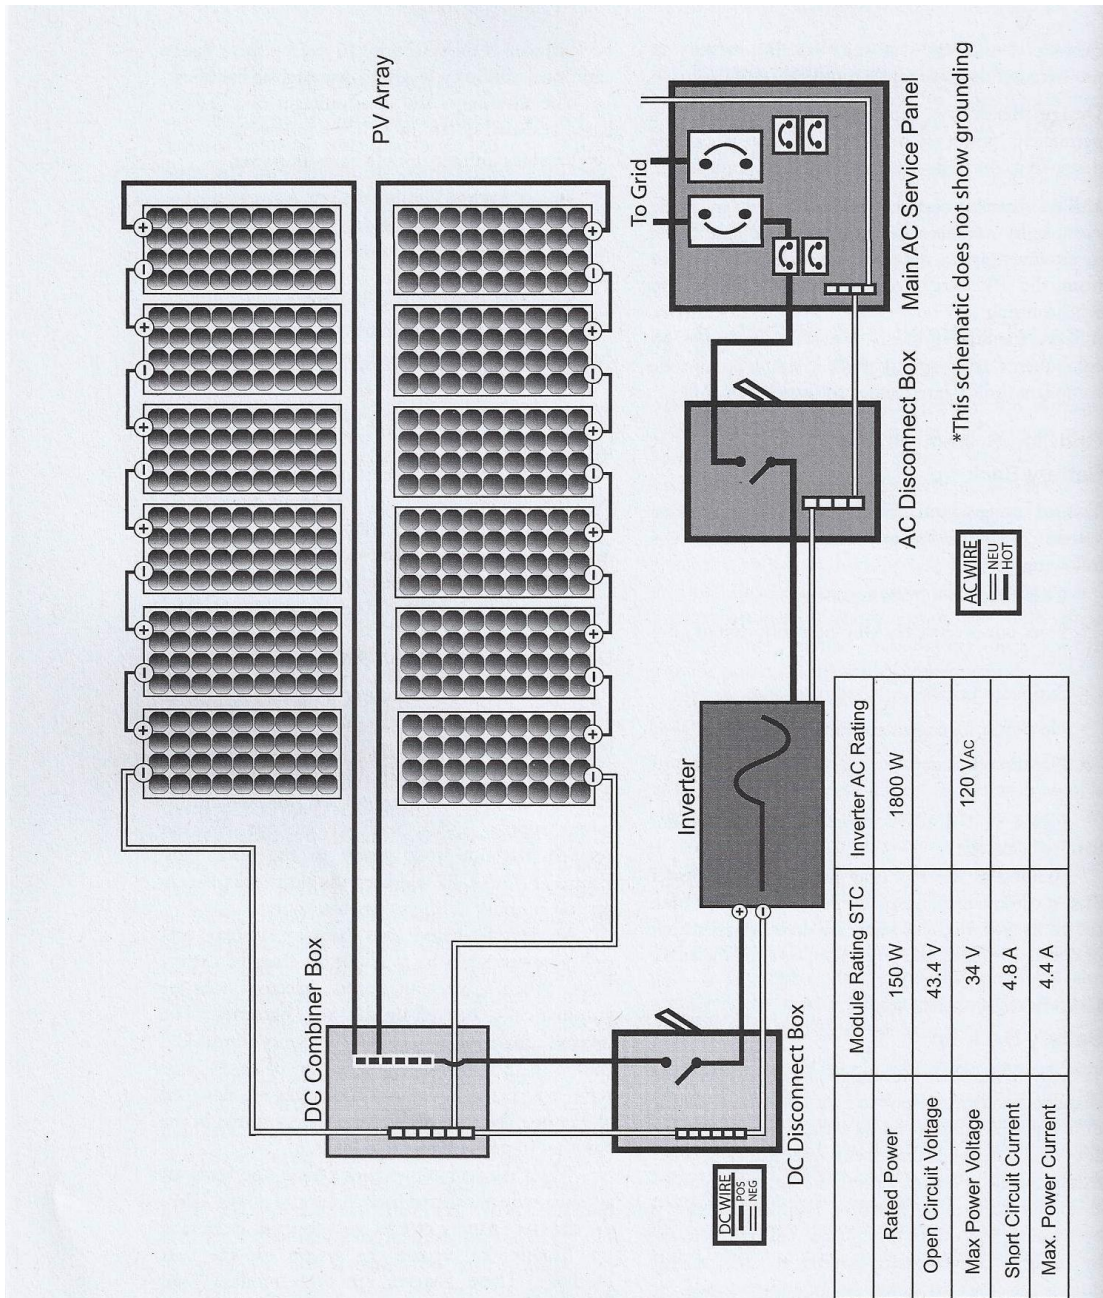 PV Array
DC Combiner Box
DC WIRE
POS
NEG
DC Disconnect Box
Inverter
AC Disconnect Box
To Grid
Main AC Service Panel
AC WIRE
NEU
HOT
*This schematic does not show grounding
Module Rating STC Inverter AC Rating
Rated Power 150 W 1800 W
Open Circuit Voltage 43.4 V
Max Power Voltage 34 V 120 VAC
Short Circuit Current 4.8 A
Max. Power Current 4.4 A